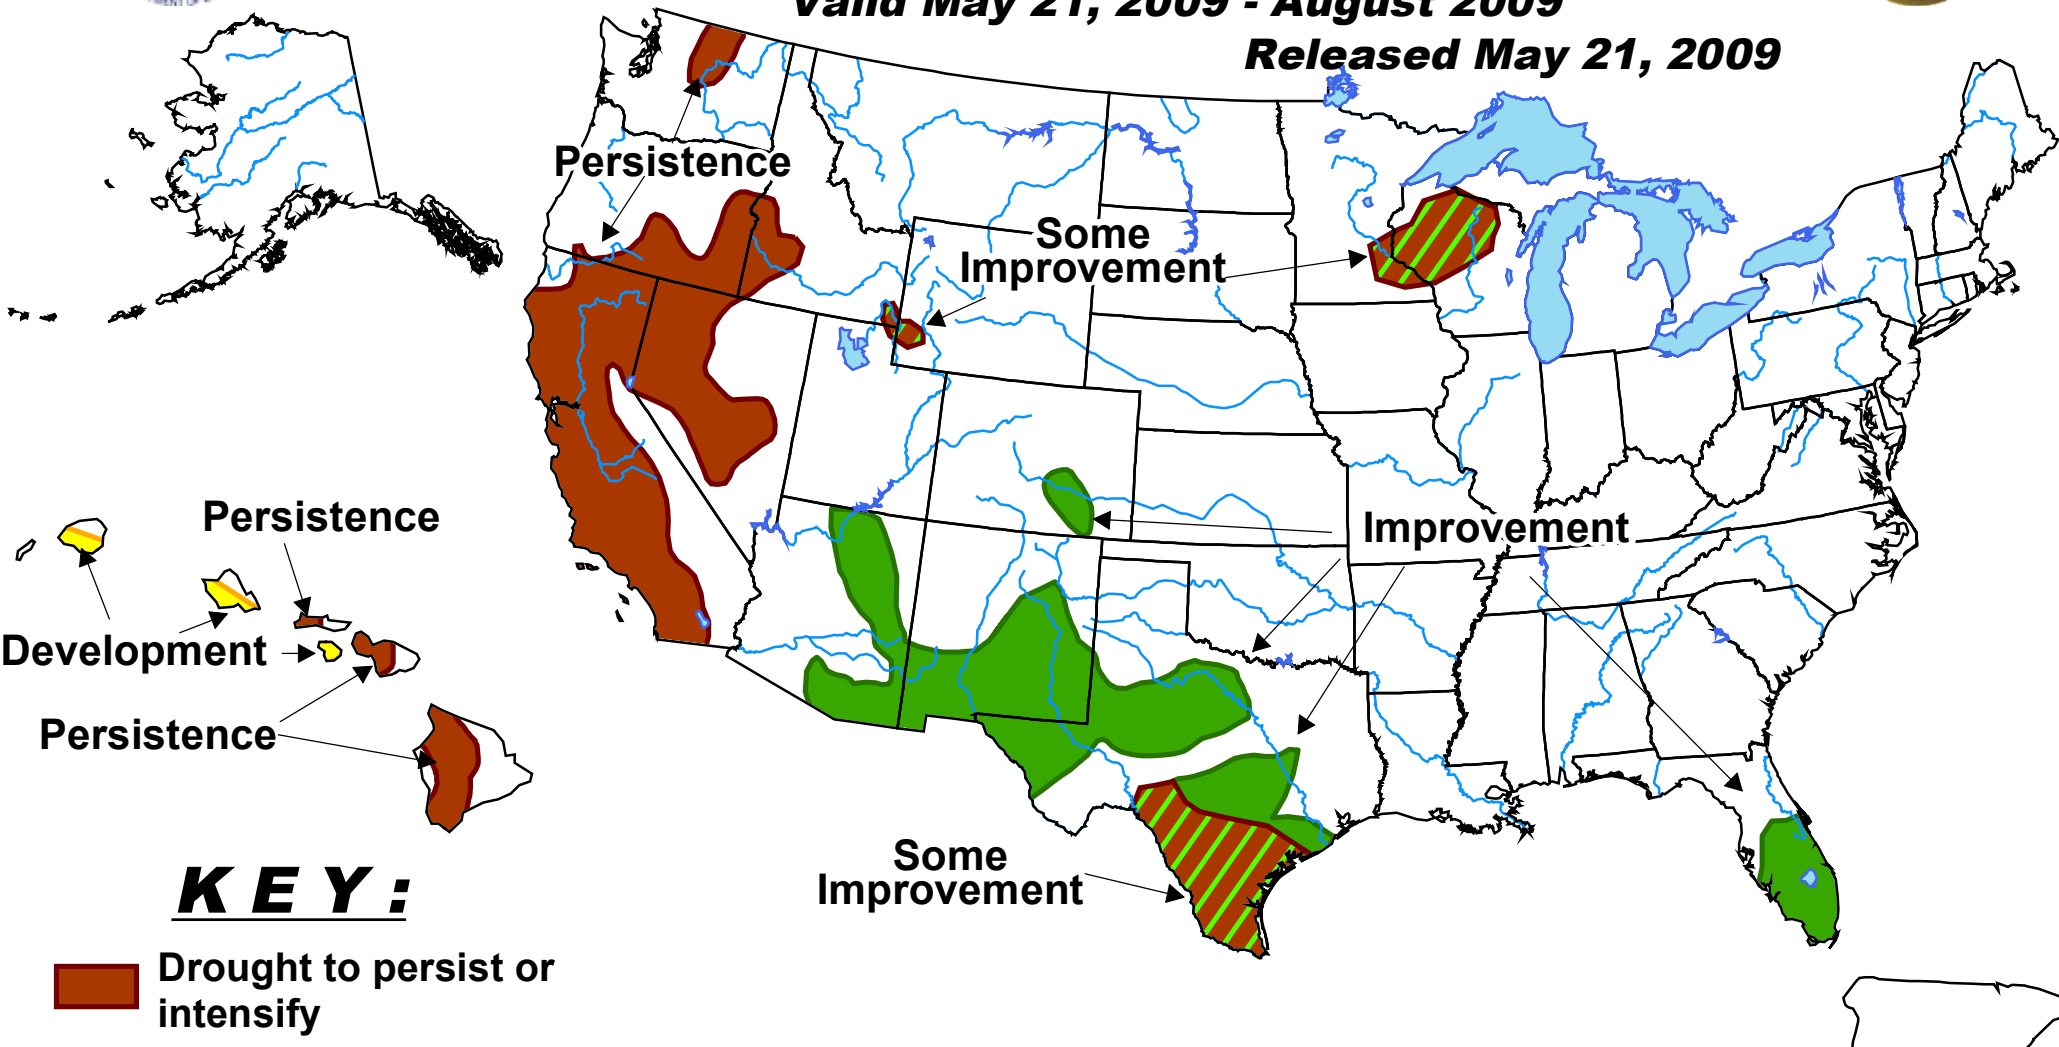 Valid May 21, 2009 - August 2009
Released May 21, 2009
Persistence
Some
Improvement
Persistence
Improvement
Development
Persistence
Some
Improvement
KEY:
Drought to persist or
intensify